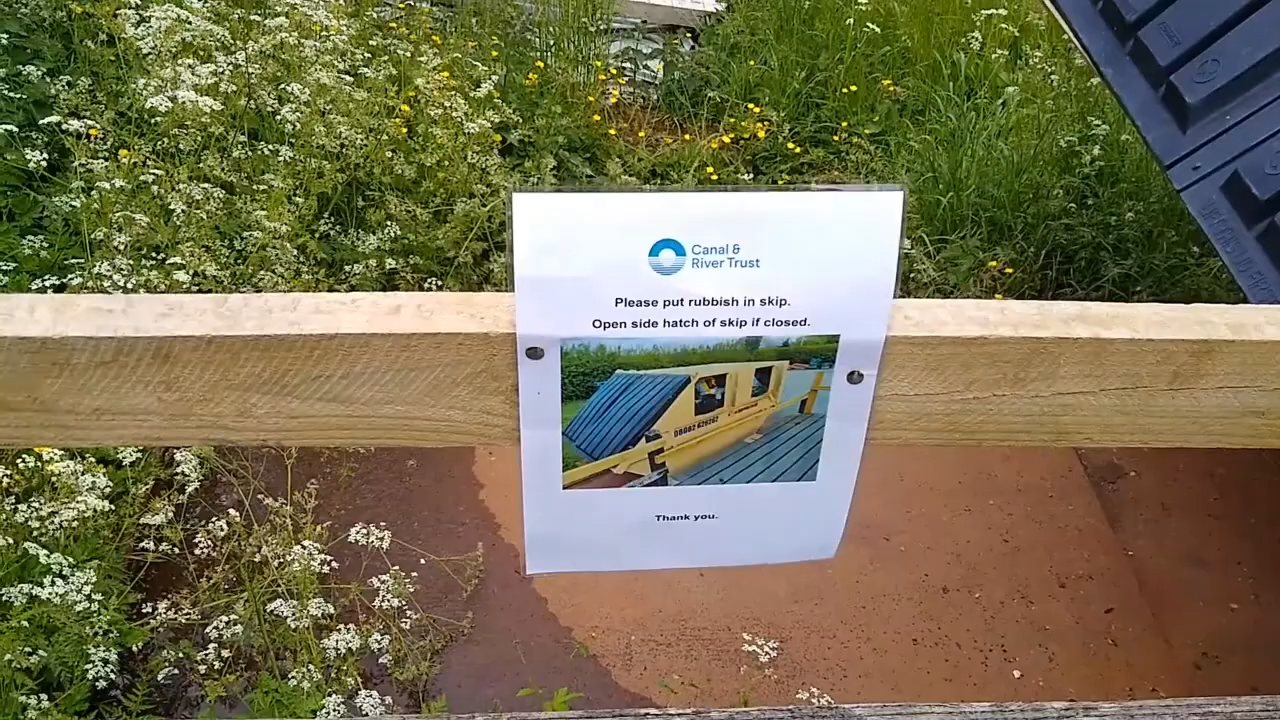 Canal &
River Trust
Please put rubbish in skip.
Open side hatch of skip if closed.
Thank you.